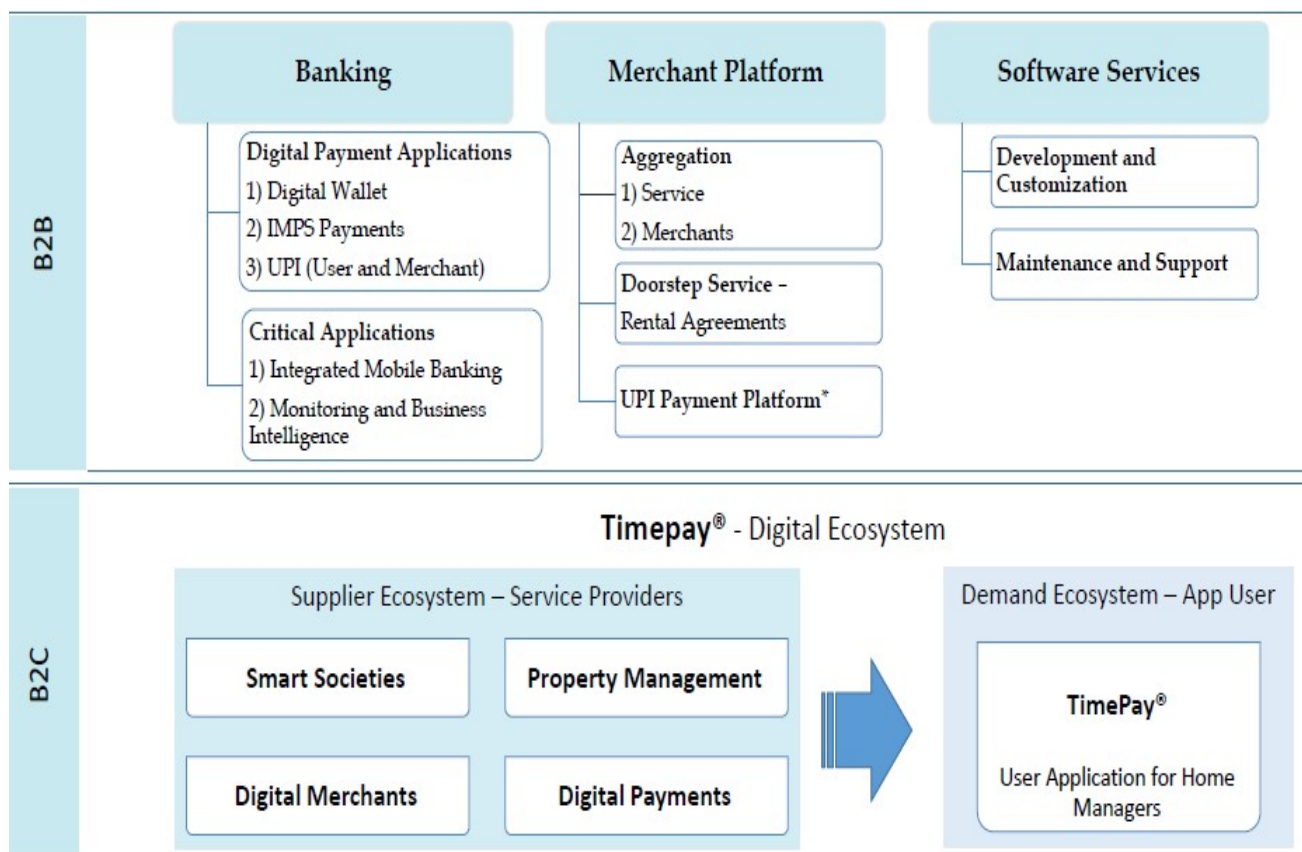 B2B
Banking
Digital Payment Applications
1) Digital Wallet
2) IMPS Payments
3) UPI (User and Merchant)
Critical Applications
1) Integrated Mobile Banking
2) Monitoring and Business
Intelligence
Merchant Platform
Aggregation
1) Service
2) Merchants
Doorstep Service –
Rental Agreements
UPI Payment Platform*
Software Services
Development and
Customization
Maintenance and Support
B2C
Timepay® - Digital Ecosystem
Supplier Ecosystem – Service Providers
Smart Societies
Property Management
Digital Merchants
Digital Payments
Demand Ecosystem – App User
TimePay®
User Application for Home
Managers